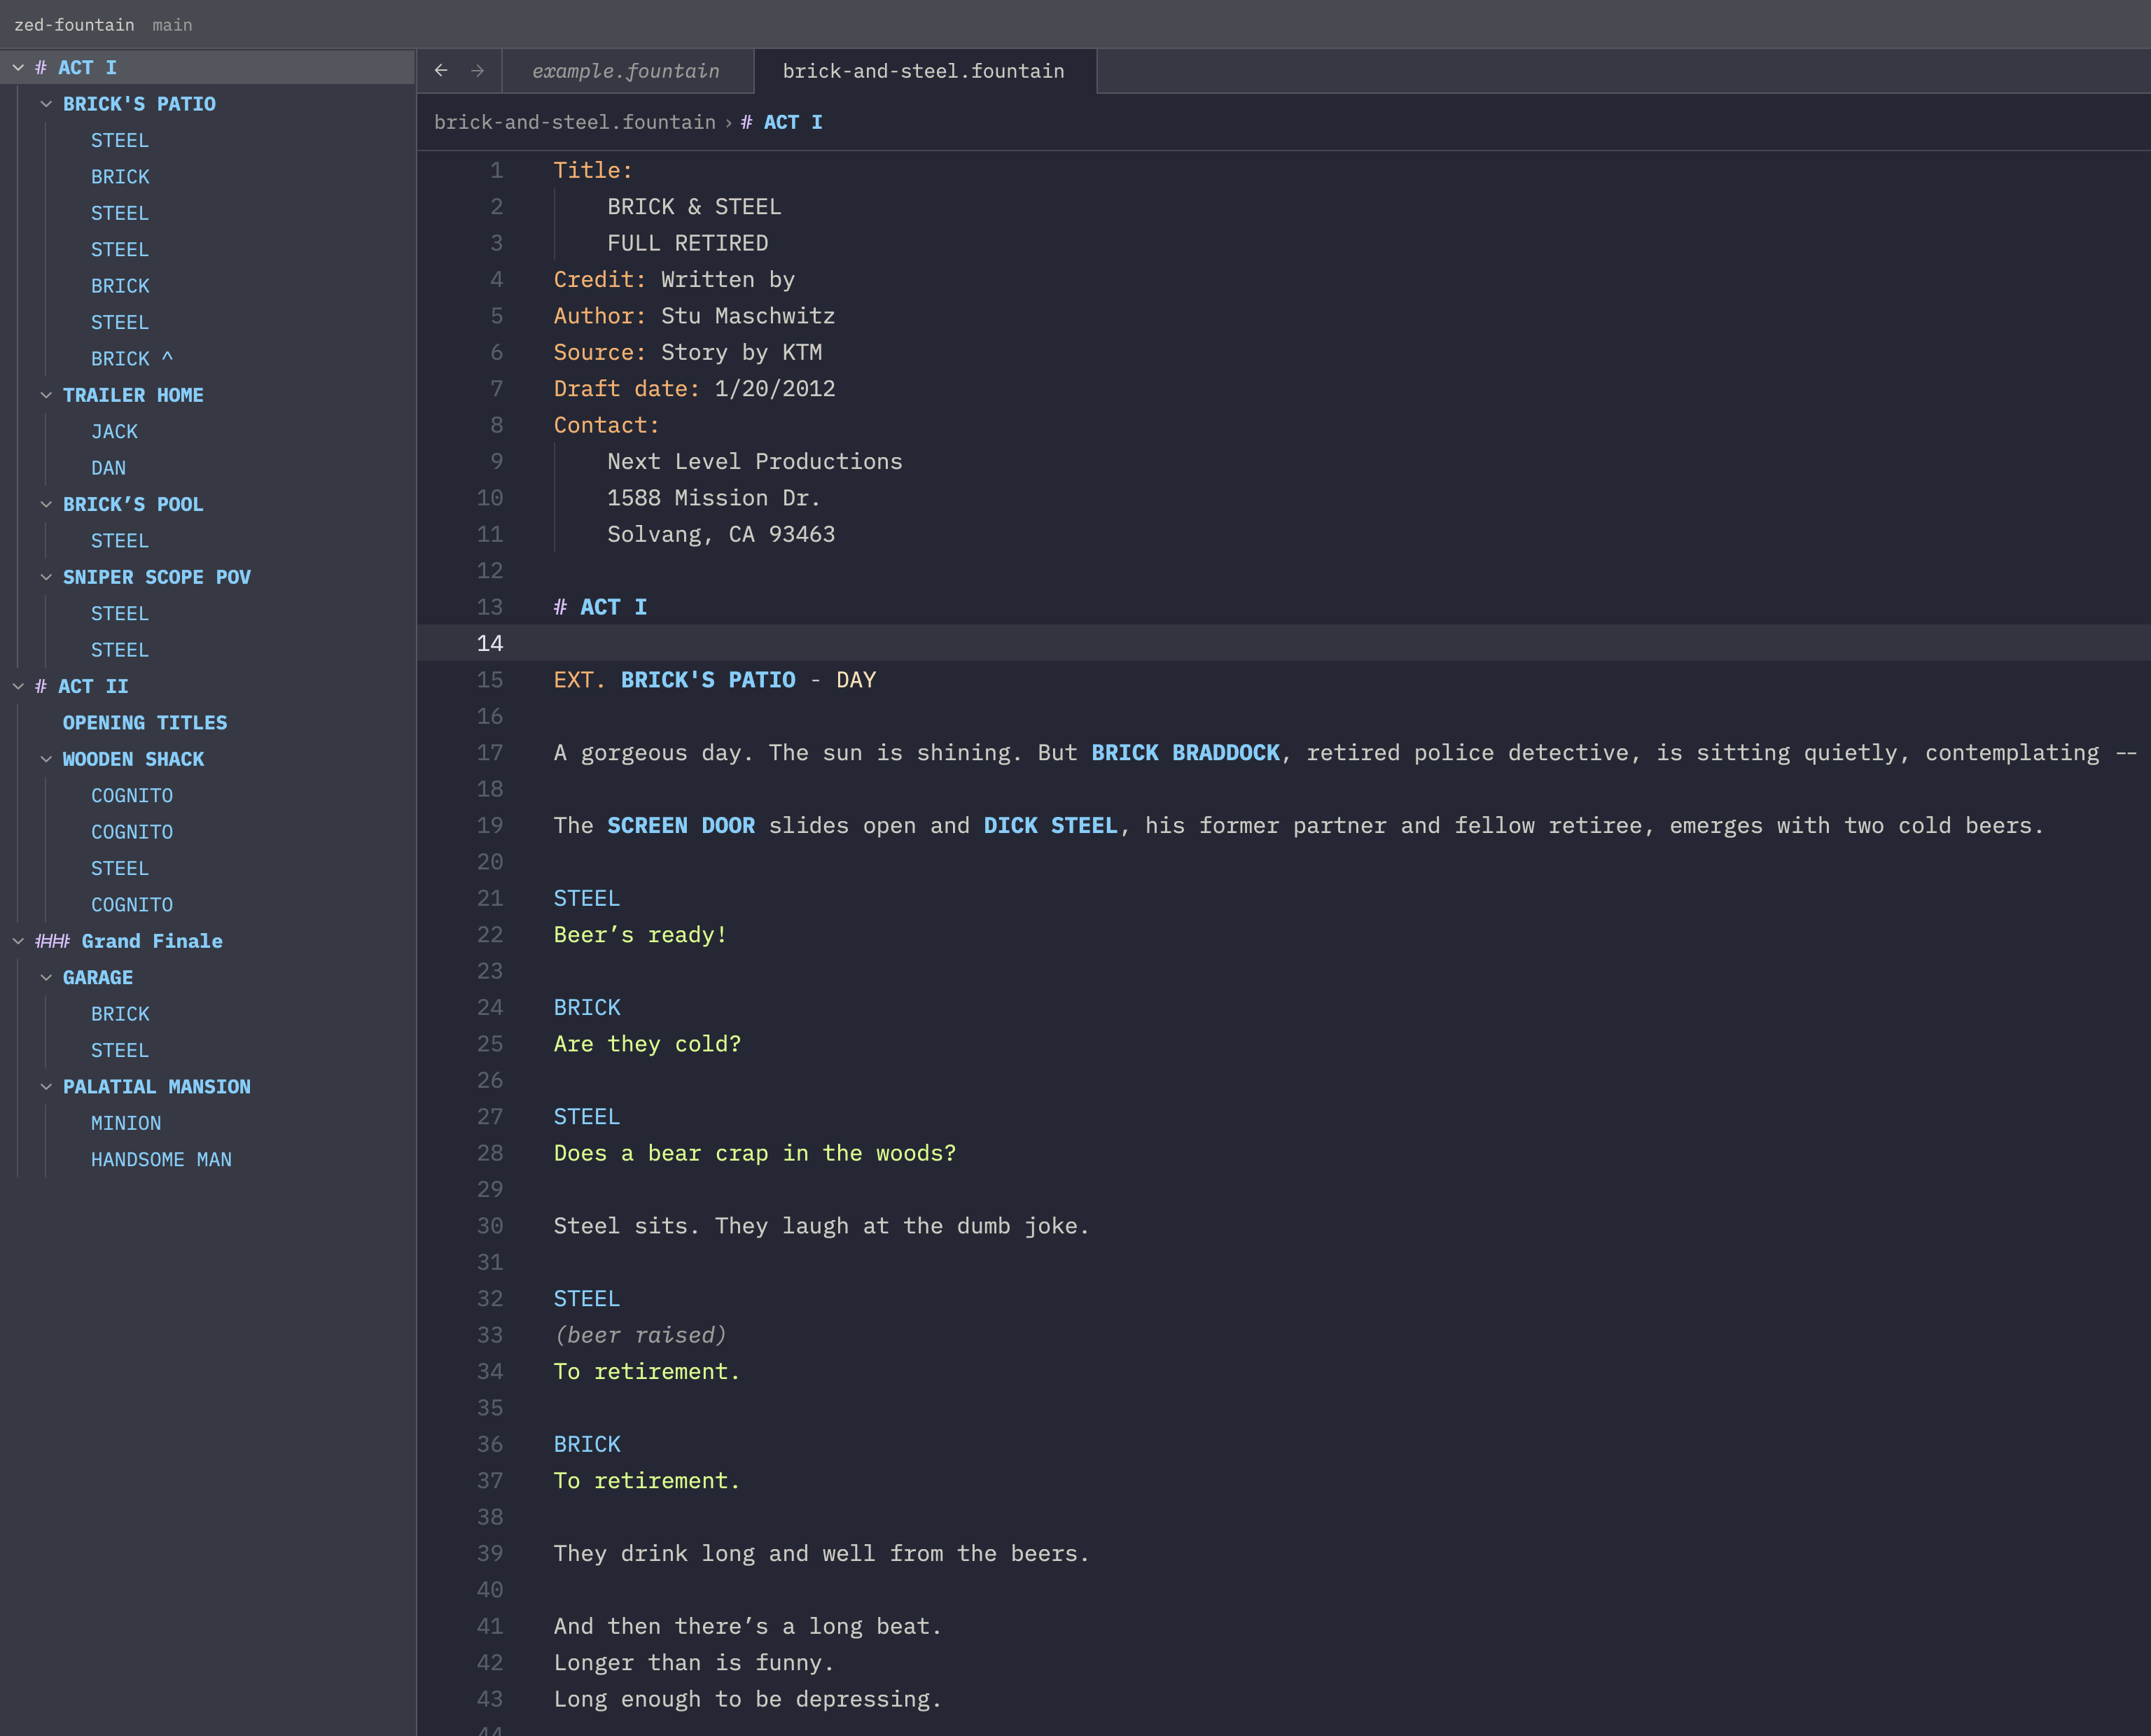 zed-fountain main
# ACT I
BRICK'S PATIO
STEEL
BRICK
STEEL
STEEL
BRICK
STEEL
BRICK ^
TRAILER HOME
JACK
DAN
BRICK’S POOL
STEEL
SNIPER SCOPE POV
STEEL
STEEL
# ACT II
OPENING TITLES
WOODEN SHACK
COGNITO
COGNITO
STEEL
COGNITO
### Grand Finale
GARAGE
BRICK
STEEL
PALATIAL MANSION
MINION
HANDSOME MAN
← → example.fountain brick-and-steel.fountain
brick-and-steel.fountain › # ACT I
1 Title:
2 BRICK & STEEL
3 FULL RETIRED
4 Credit: Written by
5 Author: Stu Maschwitz
6 Source: Story by KTM
7 Draft date: 1/20/2012
8 Contact:
9 Next Level Productions
10 1588 Mission Dr.
11 Solvang, CA 93463
12
13 # ACT I
14
15 EXT. BRICK'S PATIO - DAY
16
17 A gorgeous day. The sun is shining. But BRICK BRADDOCK, retired police detective, is sitting quietly, contemplating --
18
19 The SCREEN DOOR slides open and DICK STEEL, his former partner and fellow retiree, emerges with two cold beers.
20
21 STEEL
22 Beer’s ready!
23
24 BRICK
25 Are they cold?
26
27 STEEL
28 Does a bear crap in the woods?
29
30 Steel sits. They laugh at the dumb joke.
31
32 STEEL
33 (beer raised)
34 To retirement.
35
36 BRICK
37 To retirement.
38
39 They drink long and well from the beers.
40
41 And then there’s a long beat.
42 Longer than is funny.
43 Long enough to be depressing.
44